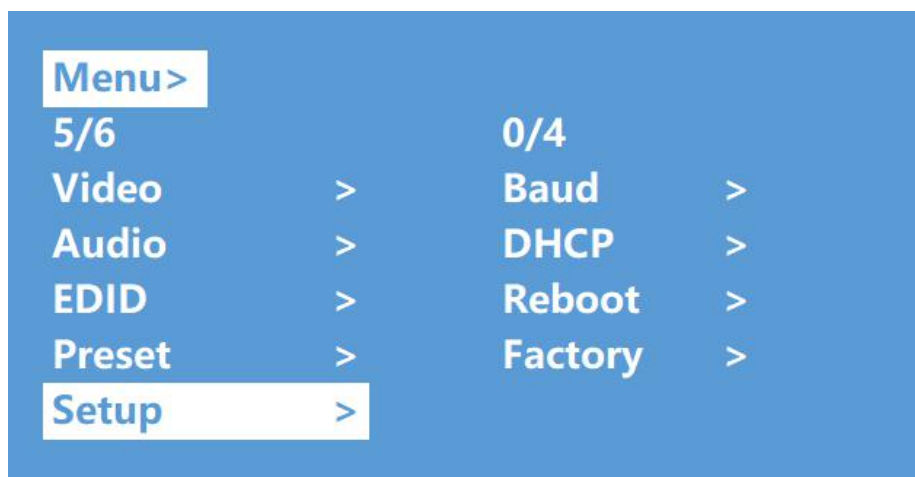 Menu>
5/6 0/4
Video > Baud >
Audio > DHCP >
EDID > Reboot >
Preset > Factory >
Setup >